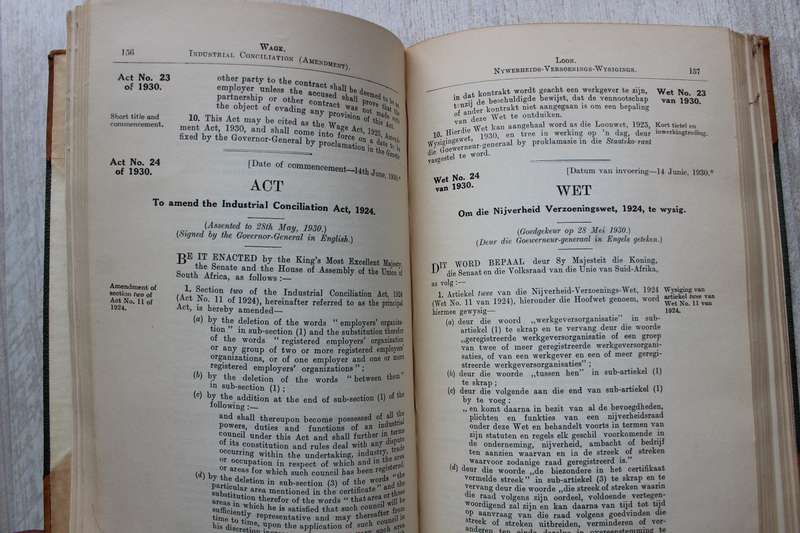 156
WAGE.
INDUSTRIAL CONCILIATION (AMENDMENT).
Act No. 23
of 1930.
other party to the contract shall be deemed to be an
employer unless the accused shall prove that the
partnership or other contract was not made with
the object of evading any provision of this Act.
Short title and
commencement.
10. This Act may be cited as the Wage Act, 1925, Amend-
ment Act, 1930, and shall come into force on a date to be
fixed by the Governor-General by proclamation in the Gazette
Act No. 24
of 1930.
[Date of commencement—14th June, 1930.*
ACT
To amend the Industrial Conciliation Act, 1924.
(Assented to 28th May, 1930.)
(Signed by the Governor-General in English.)
BE IT ENACTED by the King's Most Excellent Majesty,
the Senate and the House of Assembly of the Union of
South Africa, as follows :—
Amendment of
section two of
Act No. 11 of
1924.
1. Section two of the Industrial Conciliation Act, 1924
(Act No. 11 of 1924), hereinafter referred to as the principal
Act, is hereby amended—
(a) by the deletion of the words " employers' organiza-
tion " in sub-section (1) and the substitution therefor
of the words " registered employers' organization
or any group of two or more registered employers'
organizations, or of one employer and one or more
registered employers' organizations " ;
(b) by the deletion of the words " between them "
in sub-section (1) ;
(c) by the addition at the end of sub-section (1) of the
following :—
and shall thereupon become possessed of all the
powers, duties and functions of an industrial
council under this Act and shall further in terms
of its constitution and rules deal with any dispute
occurring within the undertaking, industry, trade
or occupation in respect of which and in the area
or areas for which such council has been registered
(d) by the deletion in sub-section (3) of the words " the
particular area mentioned in the certificate " and the
substitution therefor of the words " that area or those
areas in which he is satisfied that such council will be
sufficiently representative and may thereafter from
time to time, upon the application of such council in
his discretion
such area
LOON.
NYWERHEIDS-VERSOENINGS-WYSIGINGS.
157
in dat kontrakt wordt geacht een werkgever te zijn,
tenzij de beschuldigde bewijst, dat de vennootschap
of ander kontrakt niet aangegaan is om een bepaling
van deze Wet te ontduiken.
Wet No. 23
van 1930.
10. Hierdie Wet kan aangehaal word as die Loonwet, 1925,
Wysigingswet, 1930, en tree in werking op 'n dag, deur
die Goewerneur-generaal by proklamasie in die Staatsko-rant
vasgestel te word.
Kort tietel en
inwerkingtreding.
Wet No. 24
van 1930.
[Datum van invoering—14 Junie, 1930.*
WET
Om die Nijverheid Verzoeningswet, 1924, te wysig.
(Goedgekeur op 28 Mei 1930.)
(Deur die Goewerneur-generaal in Engels geteken.)
DIT WORD BEPAAL deur Sy Majesteit die Koning,
die Senaat en die Volksraad van die Unie van Suid-Afrika,
as volg :—
1. Artikel twee van die Nijverheids-Verzoenings-Wet, 1924
(Wet No. 11 van 1924), hieronder die Hoofwet genoem, word
hiermee gewysig—
Wysiging van
artikel twee van
Wet No. 11 van
1924.
(a) deur die woord „werkgeversorganisatie" in sub-
artikel (1) te skrap en te vervang deur die woorde
„geregistreerde werkgeversorganisatie of een groep
van twee of meer geregistreerde werkgeversorgani-
saties, of van een werkgever en een of meer geregi-
streerde werkgeversorganisaties" ;
(b) deur die woorde „tussen hen" in sub-artikel (1)
te skrap ;
(c) deur die volgende aan die end van sub-artikel (1)
by te voeg :
„en komt daarna in bezit van al de bevoegdheden,
plichten en funkties van een nijverheidsraad
onder deze Wet en behandelt voorts in termen van
zijn statuten en regels elk geschil voorkomende in
de onderneming, nijverheid, ambacht of bedrijf
ten aanzien waarvan en in de streek of streken
waarvoor zodanige raad geregistreerd is."
(d) deur die woorde „de biezondere in het certifikaat
vermelde streek" in sub-artikel (3) te skrap en te
vervang deur die woorde „die streek of streken waarin
die raad volgens zijn oordeel, voldoende vertegen-
woordigend zal zijn en kan daarna van tijd tot tijd
op aanvraag van die raad volgens goedvinden die
streek of streken uitbreiden, verminderen of ver-
anderen ten einde dezelve in overeenstemming te